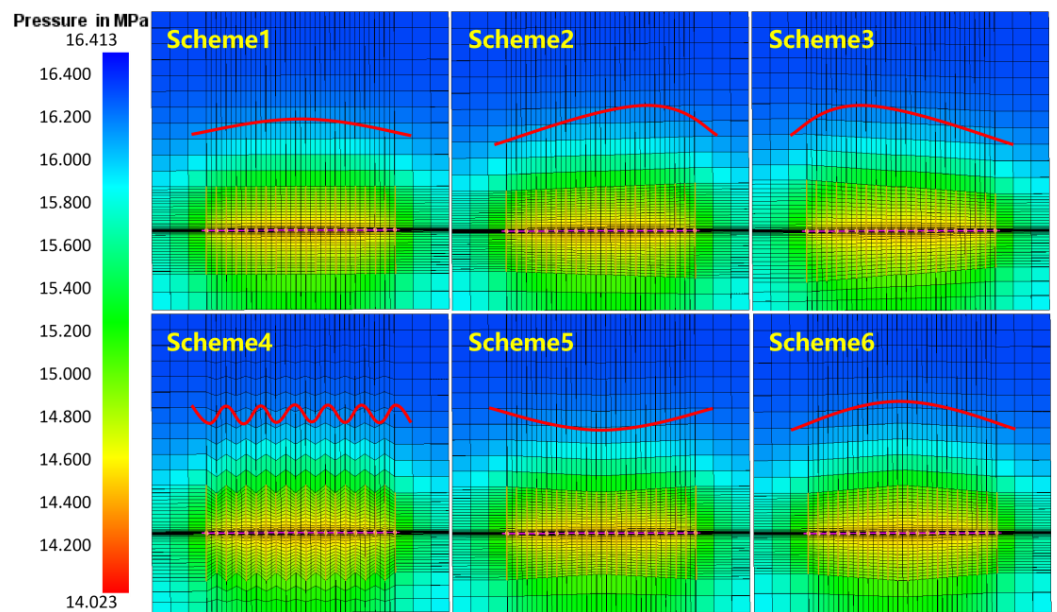 Pressure in MPa
16.413
16.400
16.200
16.000
15.800
15.600
15.400
15.200
15.000
14.800
14.600
14.400
14.200
14.023
Scheme1
Scheme2
Scheme3
Scheme4
Scheme5
Scheme6